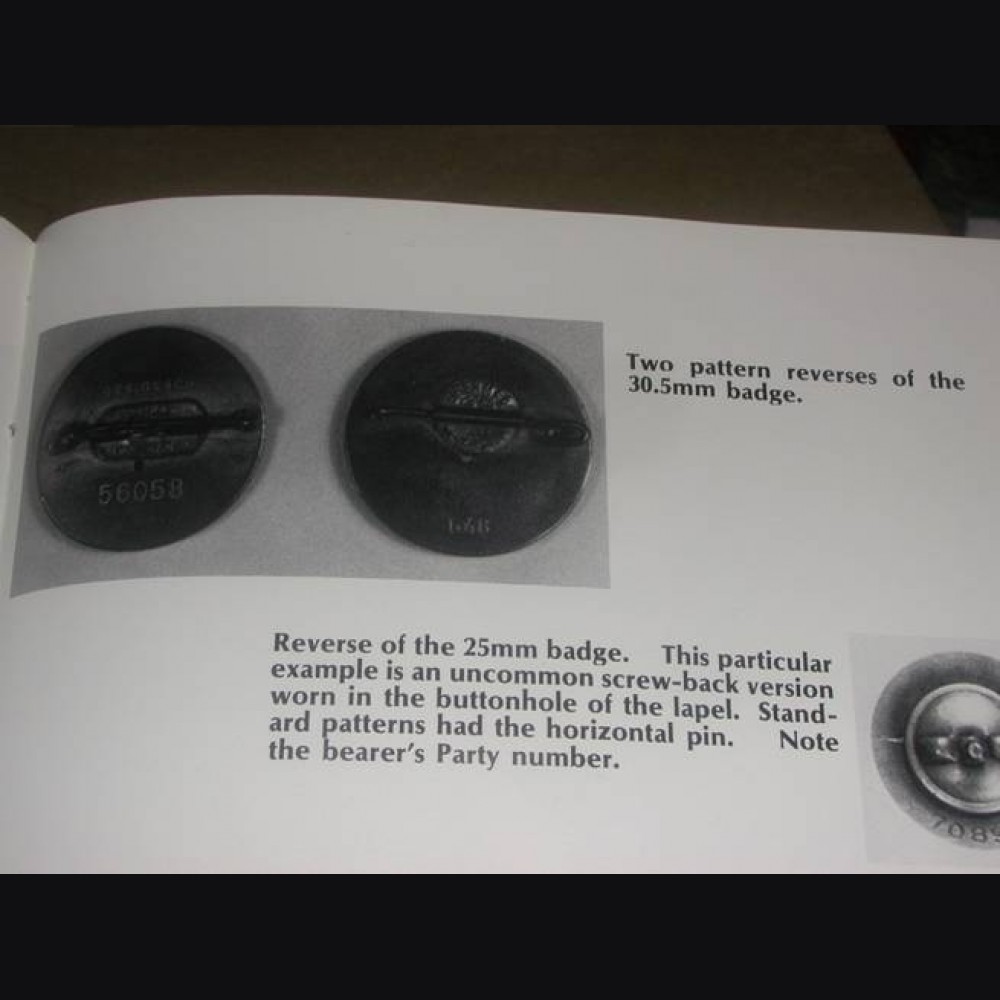 56058
Two pattern reverses of the
30.5mm badge.
Reverse of the 25mm badge. This particular
example is an uncommon screw-back version
worn in the buttonhole of the lapel. Stand-
ard patterns had the horizontal pin. Note
the bearer's Party number.